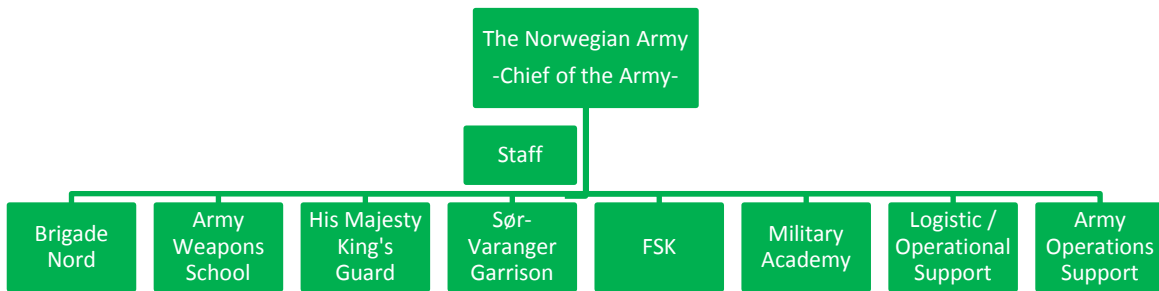 The Norwegian Army
-Chief of the Army-
Staff
Brigade
Nord
Army
Weapons
School
His Majesty
King's
Guard
Sør-
Varanger
Garrison
FSK
Military
Academy
Logistic /
Operational
Support
Army
Operations
Support